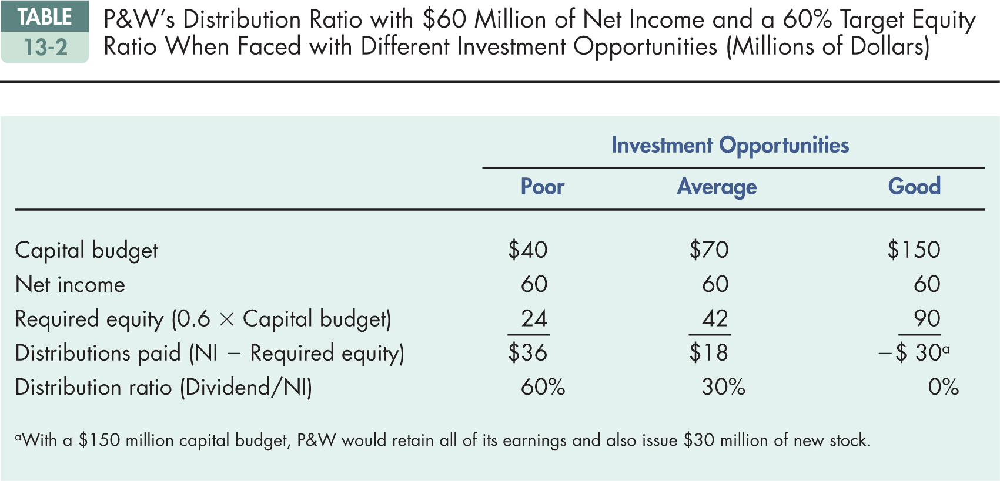 TABLE
13-2
P&W's Distribution Ratio with $60 Million of Net Income and a 60% Target Equity
Ratio When Faced with Different Investment Opportunities (Millions of Dollars)
Investment Opportunities
Poor Average Good
Capital budget $40 $70 $150
Net income 60 60 60
Required equity (0.6 × Capital budget) 24 42 90
Distributions paid (NI − Required equity) $36 $18 −$ 30ᵃ
Distribution ratio (Dividend/NI) 60% 30% 0%
ᵃWith a $150 million capital budget, P&W would retain all of its earnings and also issue $30 million of new stock.